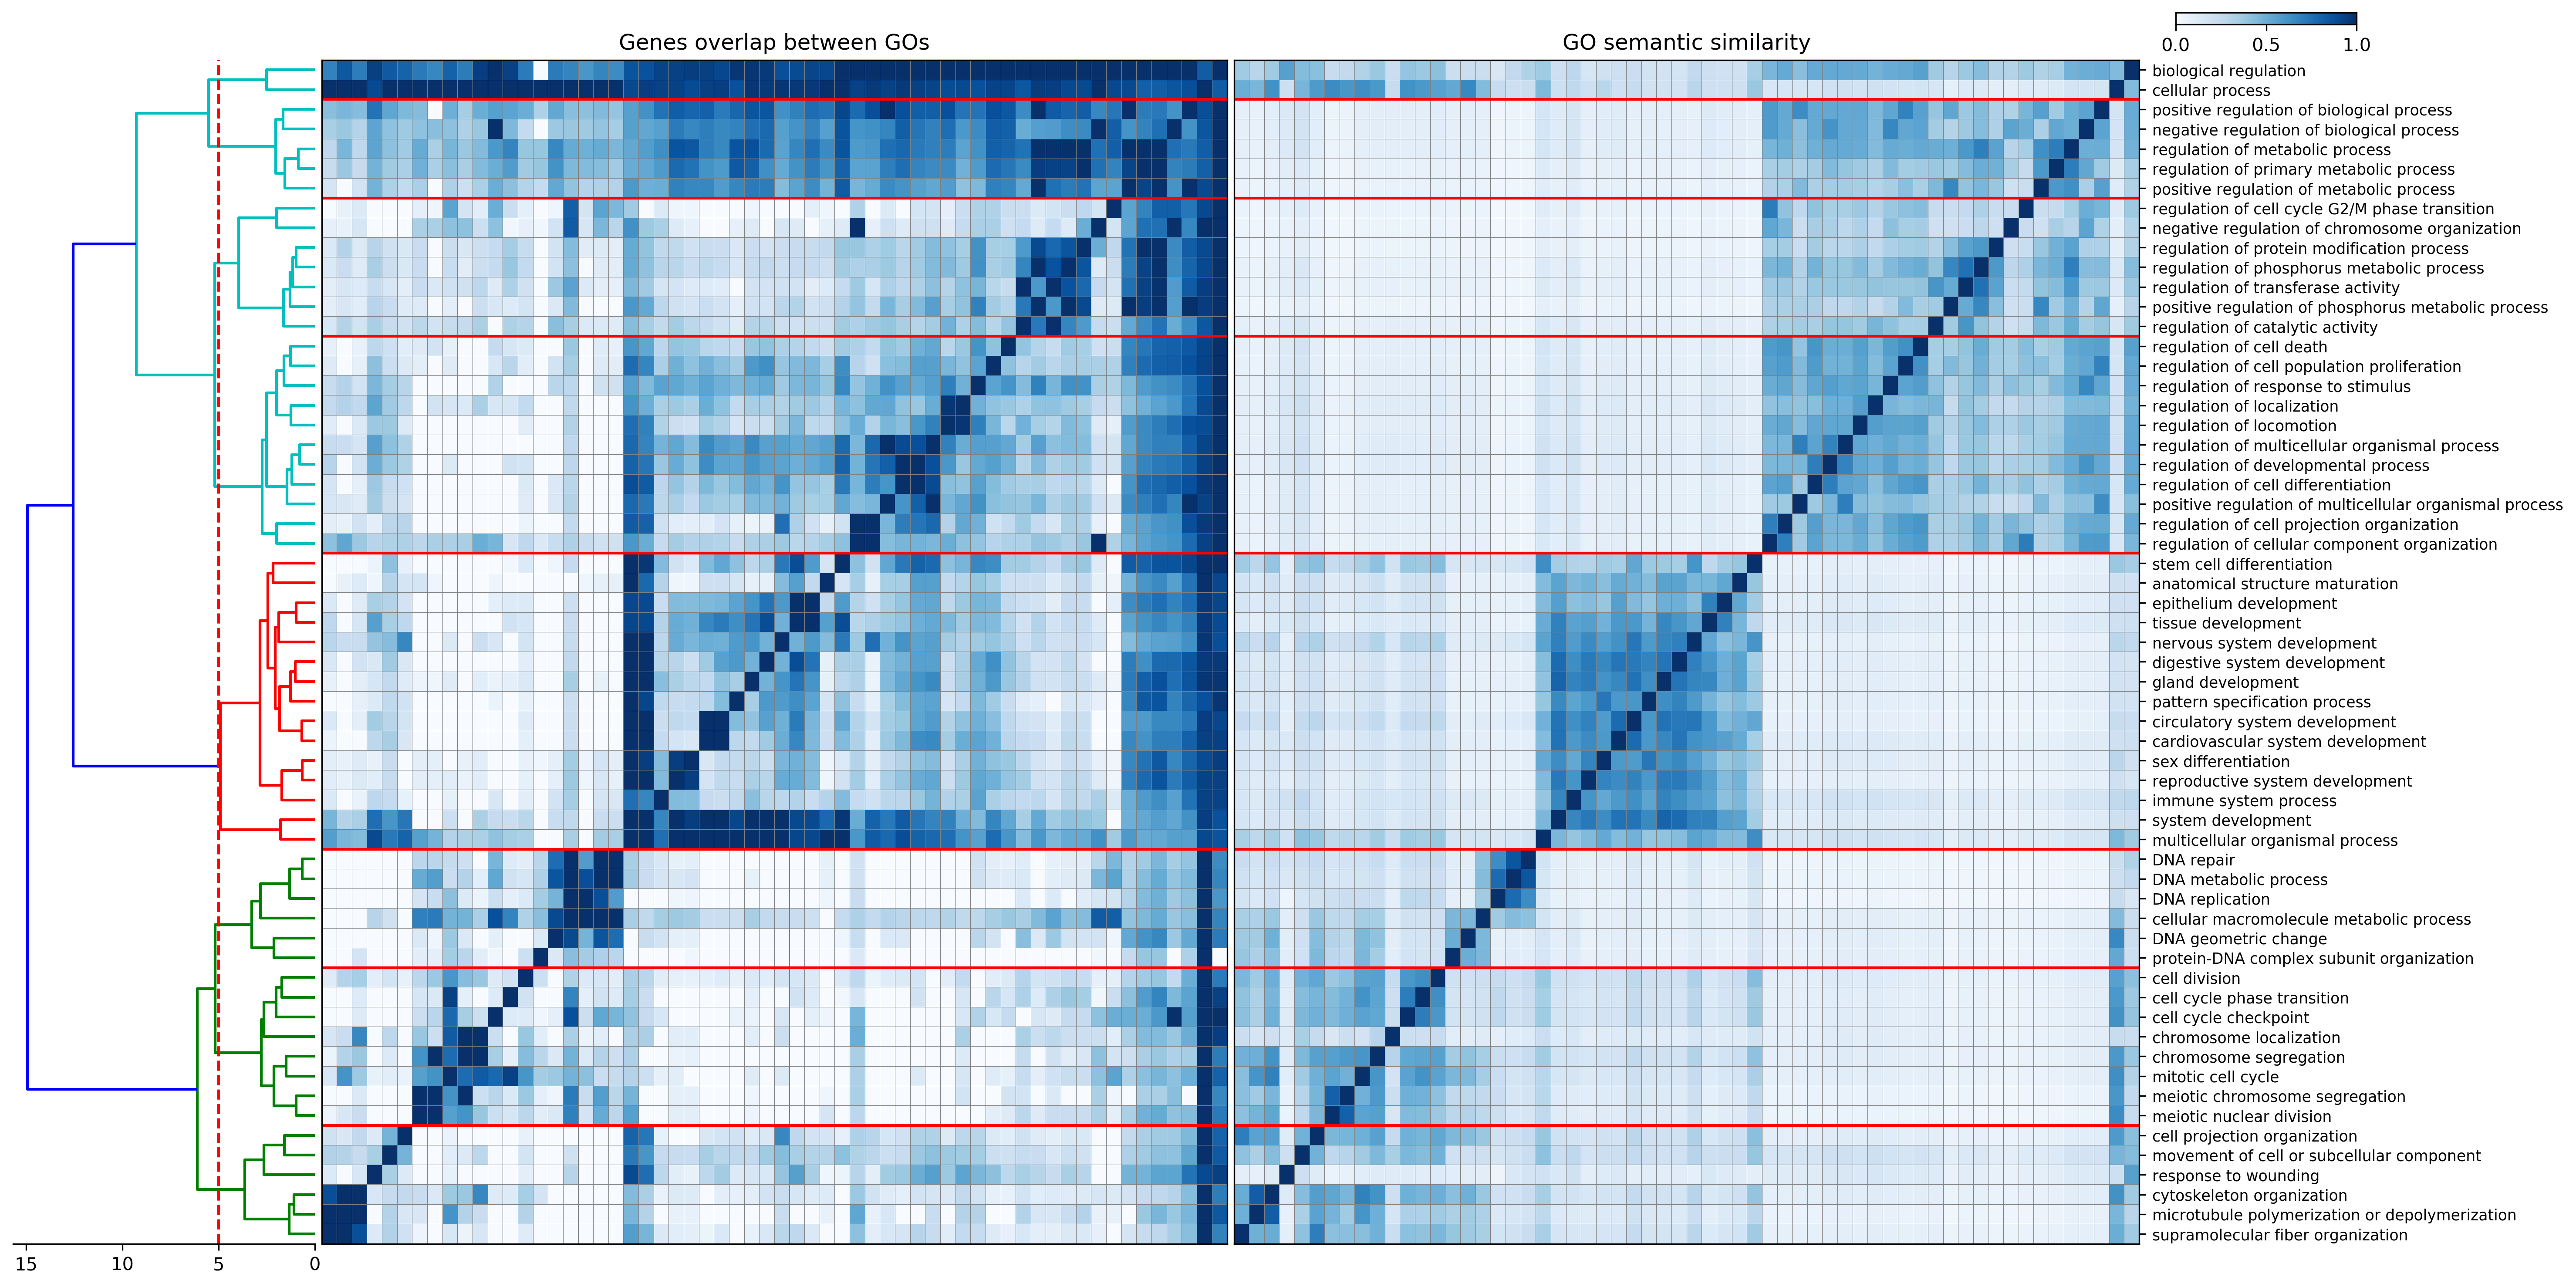 Genes overlap between GOs
GO semantic similarity
0.0 0.5 1.0
biological regulation
cellular process
positive regulation of biological process
negative regulation of biological process
regulation of metabolic process
regulation of primary metabolic process
positive regulation of metabolic process
regulation of cell cycle G2/M phase transition
negative regulation of chromosome organization
regulation of protein modification process
regulation of phosphorus metabolic process
regulation of transferase activity
positive regulation of phosphorus metabolic process
regulation of catalytic activity
regulation of cell death
regulation of cell population proliferation
regulation of response to stimulus
regulation of localization
regulation of locomotion
regulation of multicellular organismal process
regulation of developmental process
regulation of cell differentiation
positive regulation of multicellular organismal process
regulation of cell projection organization
regulation of cellular component organization
stem cell differentiation
anatomical structure maturation
epithelium development
tissue development
nervous system development
digestive system development
gland development
pattern specification process
circulatory system development
cardiovascular system development
sex differentiation
reproductive system development
immune system process
system development
multicellular organismal process
DNA repair
DNA metabolic process
DNA replication
cellular macromolecule metabolic process
DNA geometric change
protein-DNA complex subunit organization
cell division
cell cycle phase transition
cell cycle checkpoint
chromosome localization
chromosome segregation
mitotic cell cycle
meiotic chromosome segregation
meiotic nuclear division
cell projection organization
movement of cell or subcellular component
response to wounding
cytoskeleton organization
microtubule polymerization or depolymerization
supramolecular fiber organization
15 10 5 0